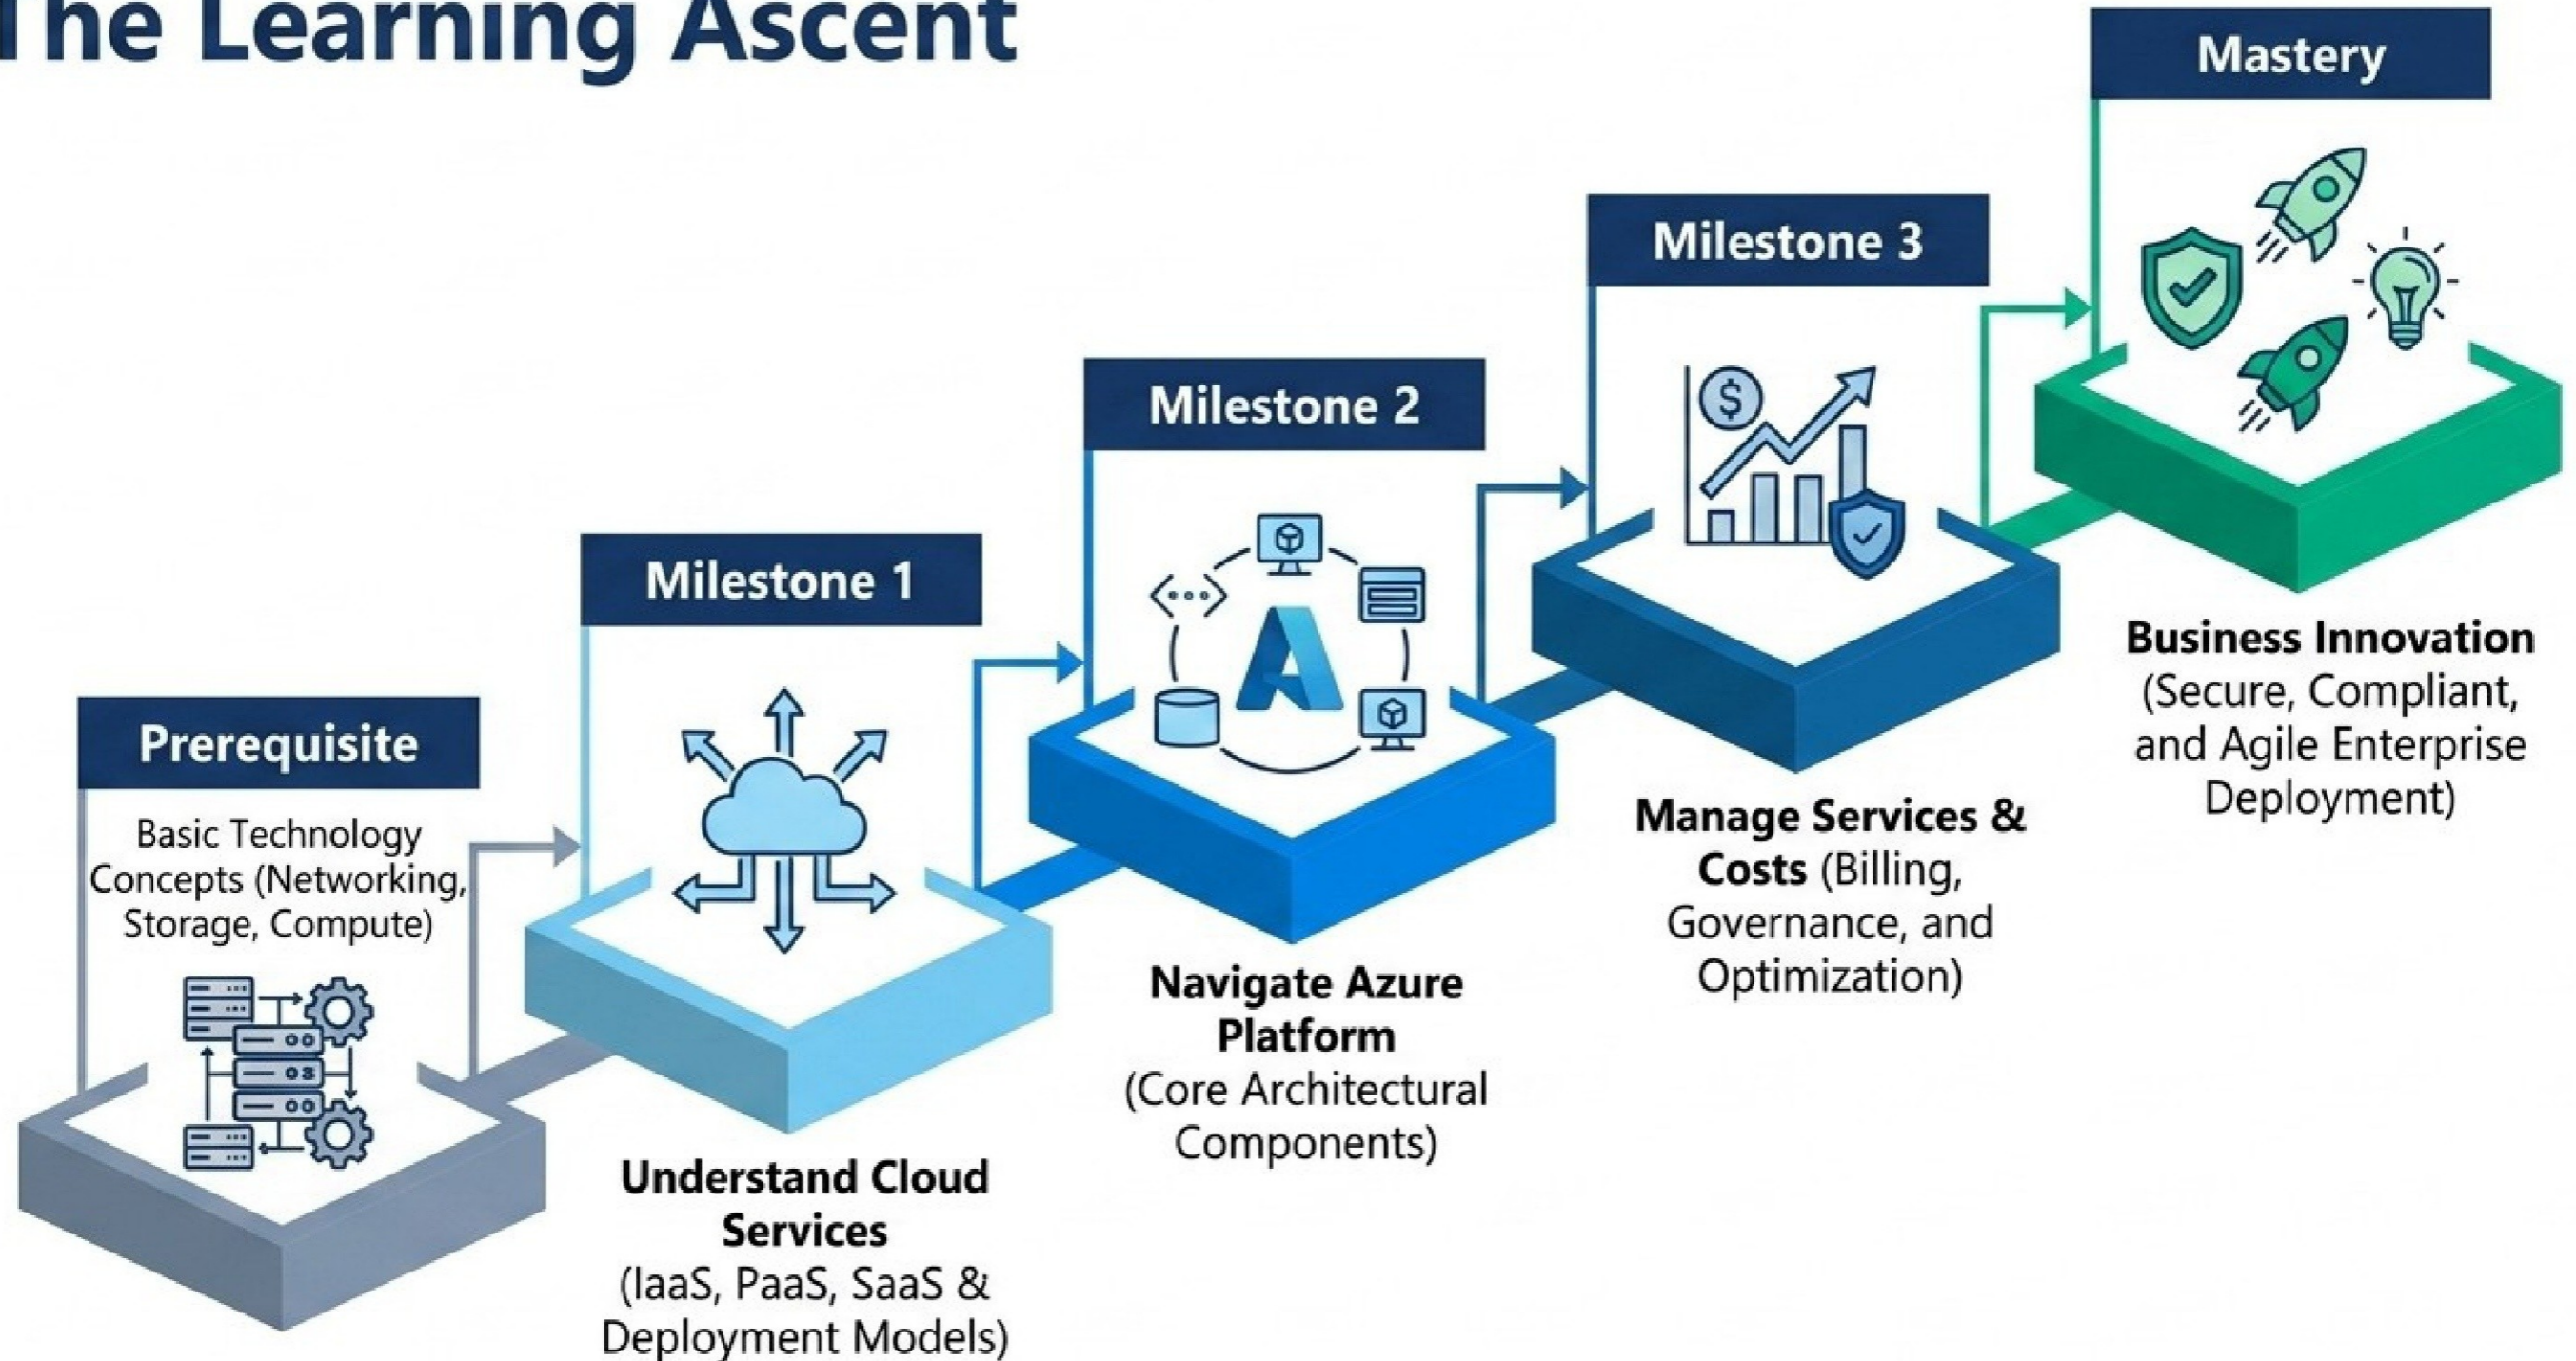 The Learning Ascent
Prerequisite
Basic Technology
Concepts (Networking,
Storage, Compute)
Milestone 1
Understand Cloud
Services
(IaaS, PaaS, SaaS &
Deployment Models)
Milestone 2
Navigate Azure
Platform
(Core Architectural
Components)
Milestone 3
$
Manage Services &
Costs (Billing,
Governance, and
Optimization)
Mastery
Business Innovation
(Secure, Compliant,
and Agile Enterprise
Deployment)